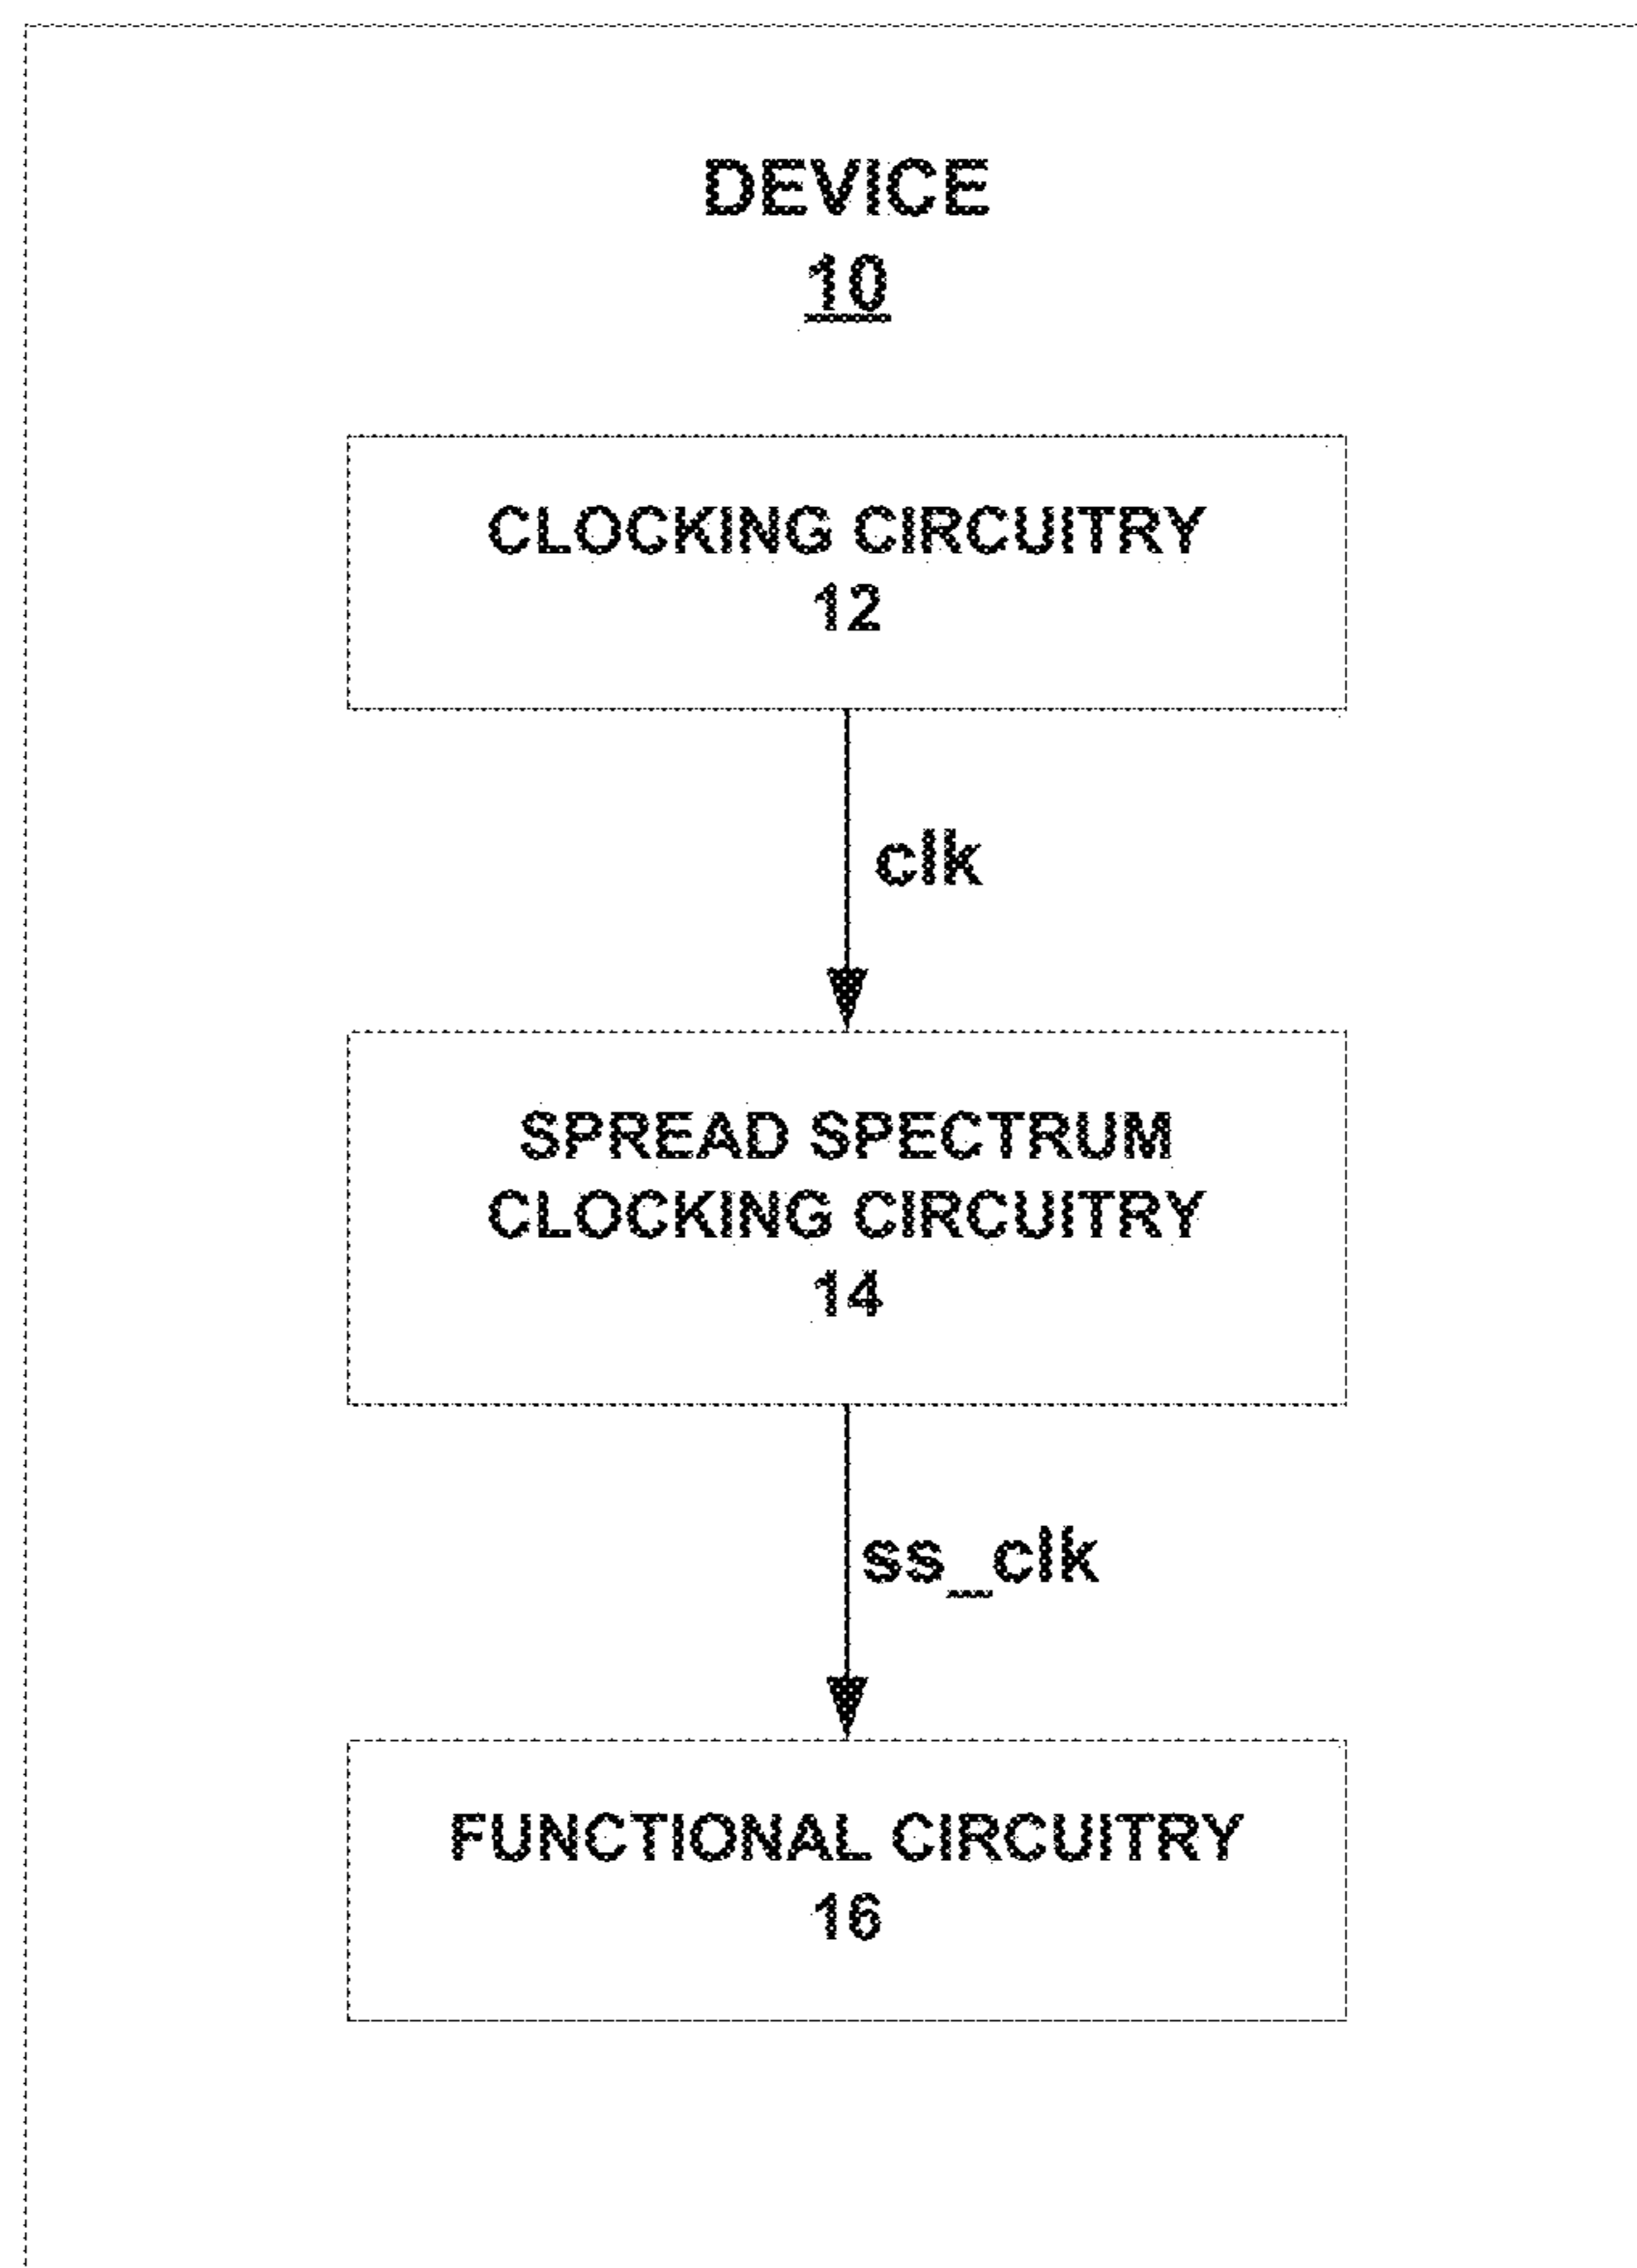 DEVICE
10
CLOCKING CIRCUITRY
12
clk
SPREAD SPECTRUM
CLOCKING CIRCUITRY
14
ss_clk
FUNCTIONAL CIRCUITRY
16